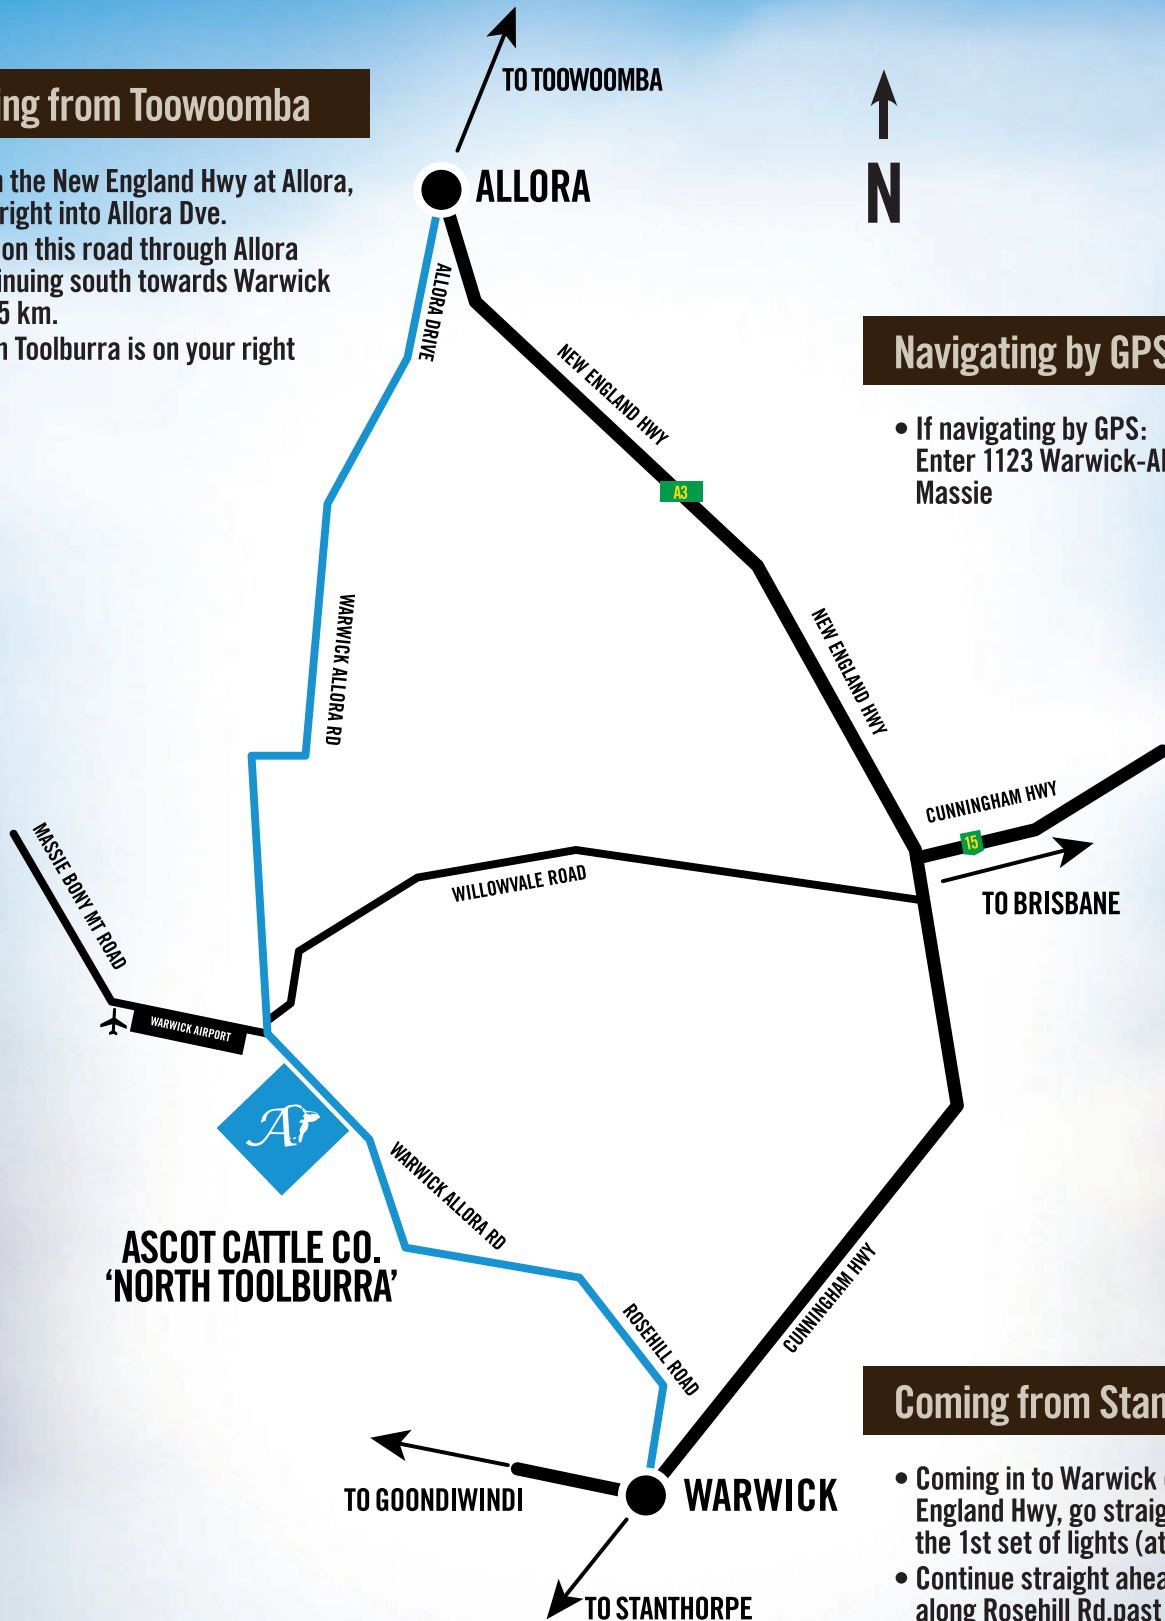 TO TOOWOOMBA
ing from Toowoomba
the New England Hwy at Allora,
right into Allora Dve.
on this road through Allora
inuing south towards Warwick
5 km.
Toolburra is on your right
ALLORA
N
ALLORA DRIVE
NEW ENGLAND HWY
A3
Navigating by GPS
• If navigating by GPS:
Enter 1123 Warwick-Al
Massie
WARWICK ALLORA RD
NEW ENGLAND HWY
CUNNINGHAM HWY
15
TO BRISBANE
WILLOWVALE ROAD
MASSIE BONY MT ROAD
WARWICK AIRPORT
A
WARWICK ALLORA RD
ASCOT CATTLE CO.
‘NORTH TOOLBURRA’
ROSEHILL ROAD
CUNNINGHAM HWY
Coming from Stan
• Coming in to Warwick
England Hwy, go straig
the 1st set of lights (at
• Continue straight ahea
along Rosehill Rd.past
TO GOONDIWINDI
WARWICK
TO STANTHORPE